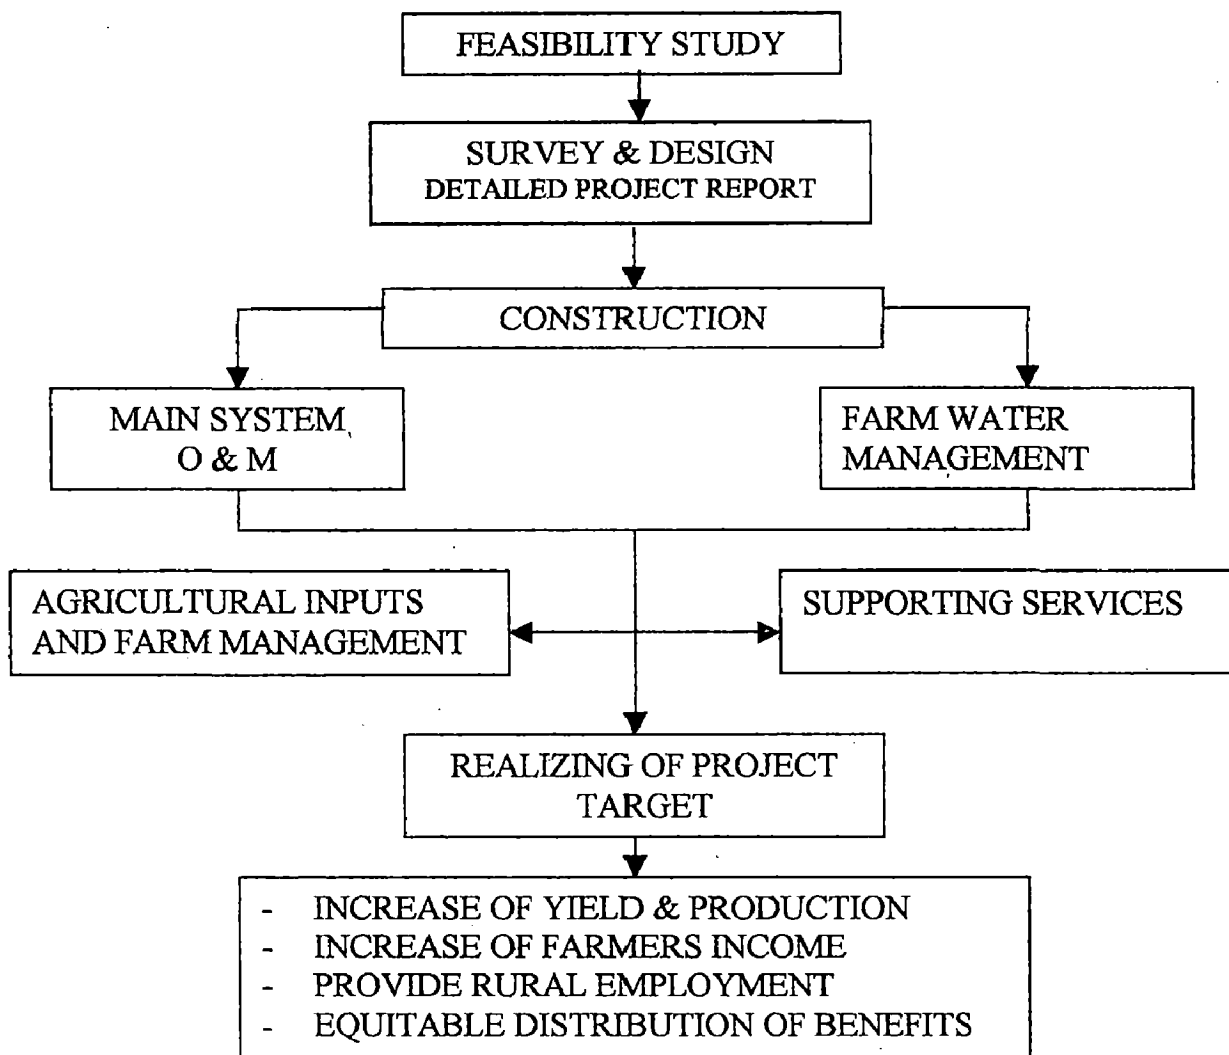 FEASIBILITY STUDY
SURVEY & DESIGN
DETAILED PROJECT REPORT
CONSTRUCTION
MAIN SYSTEM
O & M
FARM WATER
MANAGEMENT
AGRICULTURAL INPUTS
AND FARM MANAGEMENT
SUPPORTING SERVICES
REALIZING OF PROJECT
TARGET
- INCREASE OF YIELD & PRODUCTION
- INCREASE OF FARMERS INCOME
- PROVIDE RURAL EMPLOYMENT
- EQUITABLE DISTRIBUTION OF BENEFITS